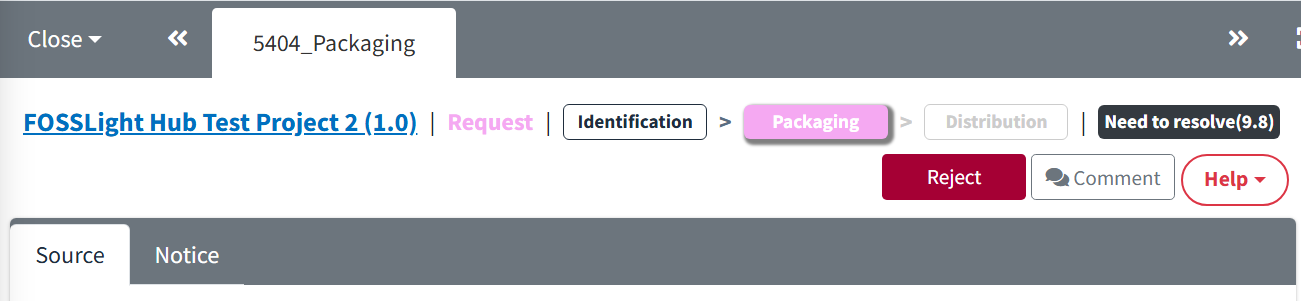 Close 5404_Packaging
FOSSLight Hub Test Project 2 (1.0) | Request | Identification > Packaging > Distribution | Need to resolve(9.8)
Reject Comment Help
Source Notice